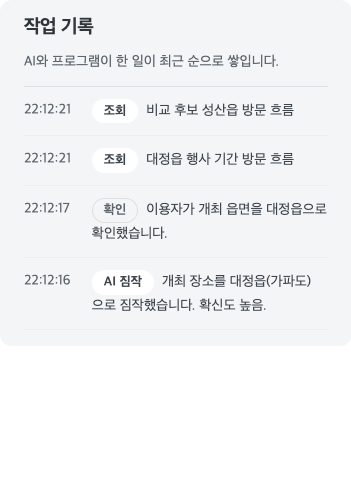 작업 기록
AI와 프로그램이 한 일이 최근 순으로 쌓입니다.
22:12:21 조회 비교 후보 성산읍 방문 흐름
22:12:21 조회 대정읍 행사 기간 방문 흐름
22:12:17 확인 이용자가 개최 읍면을 대정읍으로
확인했습니다.
22:12:16 AI 짐작 개최 장소를 대정읍(가파도)
으로 짐작했습니다. 확신도 높음.